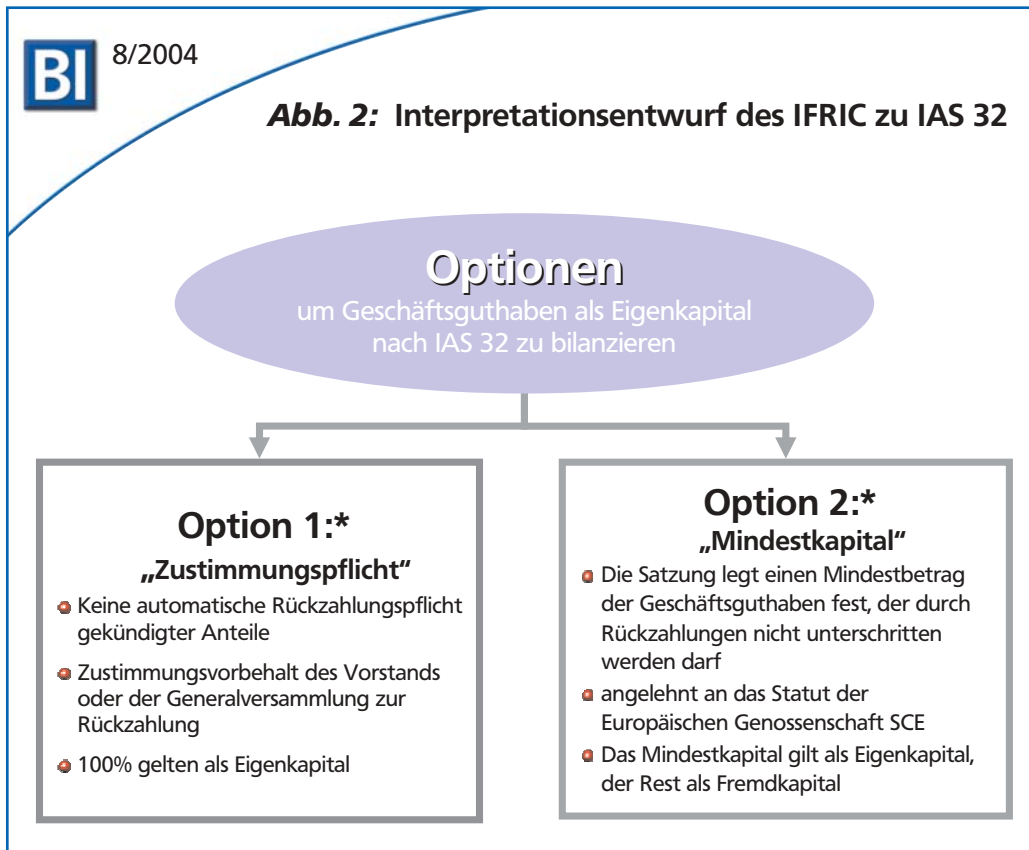 BI
8/2004
Abb. 2: Interpretationsentwurf des IFRIC zu IAS 32
Optionen
um Geschäftsguthaben als Eigenkapital
nach IAS 32 zu bilanzieren
Option 1:*
„Zustimmungspflicht“
Keine automatische Rückzahlungspflicht
gekündigter Anteile
Zustimmungsvorbehalt des Vorstands
oder der Generalversammlung zur
Rückzahlung
100% gelten als Eigenkapital
Option 2:*
„Mindestkapital“
Die Satzung legt einen Mindestbetrag
der Geschäftsguthaben fest, der durch
Rückzahlungen nicht unterschritten
werden darf
angelehnt an das Statut der
Europäischen Genossenschaft SCE
Das Mindestkapital gilt als Eigenkapital,
der Rest als Fremdkapital